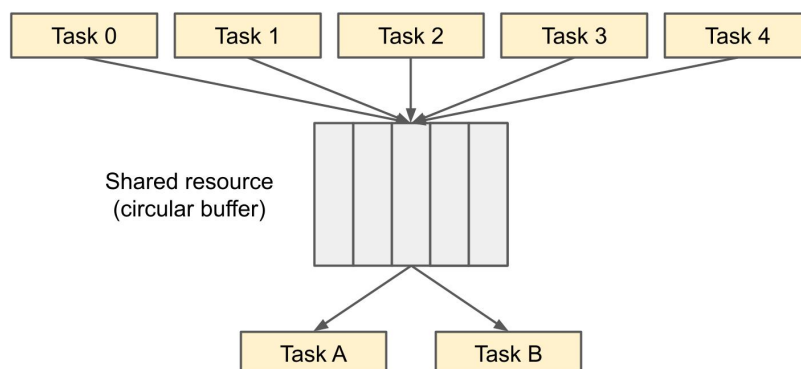 Task 0
Task 1
Task 2
Task 3
Task 4
Shared resource
(circular buffer)
Task A
Task B